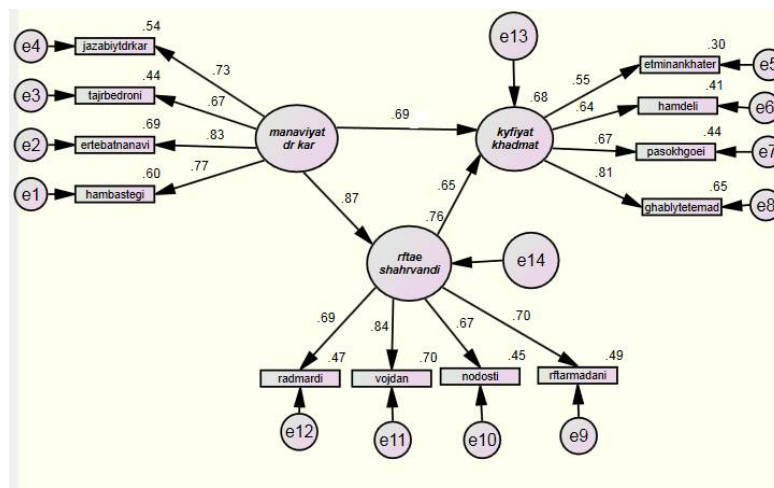 .54
e4
jazabiytdrkar
.73
.44
e3
tajrbedroni
.67
.69
e2
ertebatnanavi
.83
.60
e1
hambastegi
.77
manaviyat
dr kar
.69
e13
.68
kyfiyat
khadmat
.55
.30
etminankhater
e5
.64
.41
hamdeli
e6
.67
.44
pasokhgoei
e7
.81
.65
ghablytetemad
e8
.87
.65
.76
rftae
shahrvandi
e14
.69
.84
.67
.70
.47
radmardi
.70
vojdan
.45
nodosti
.49
rftarmadani
e12
e11
e10
e9